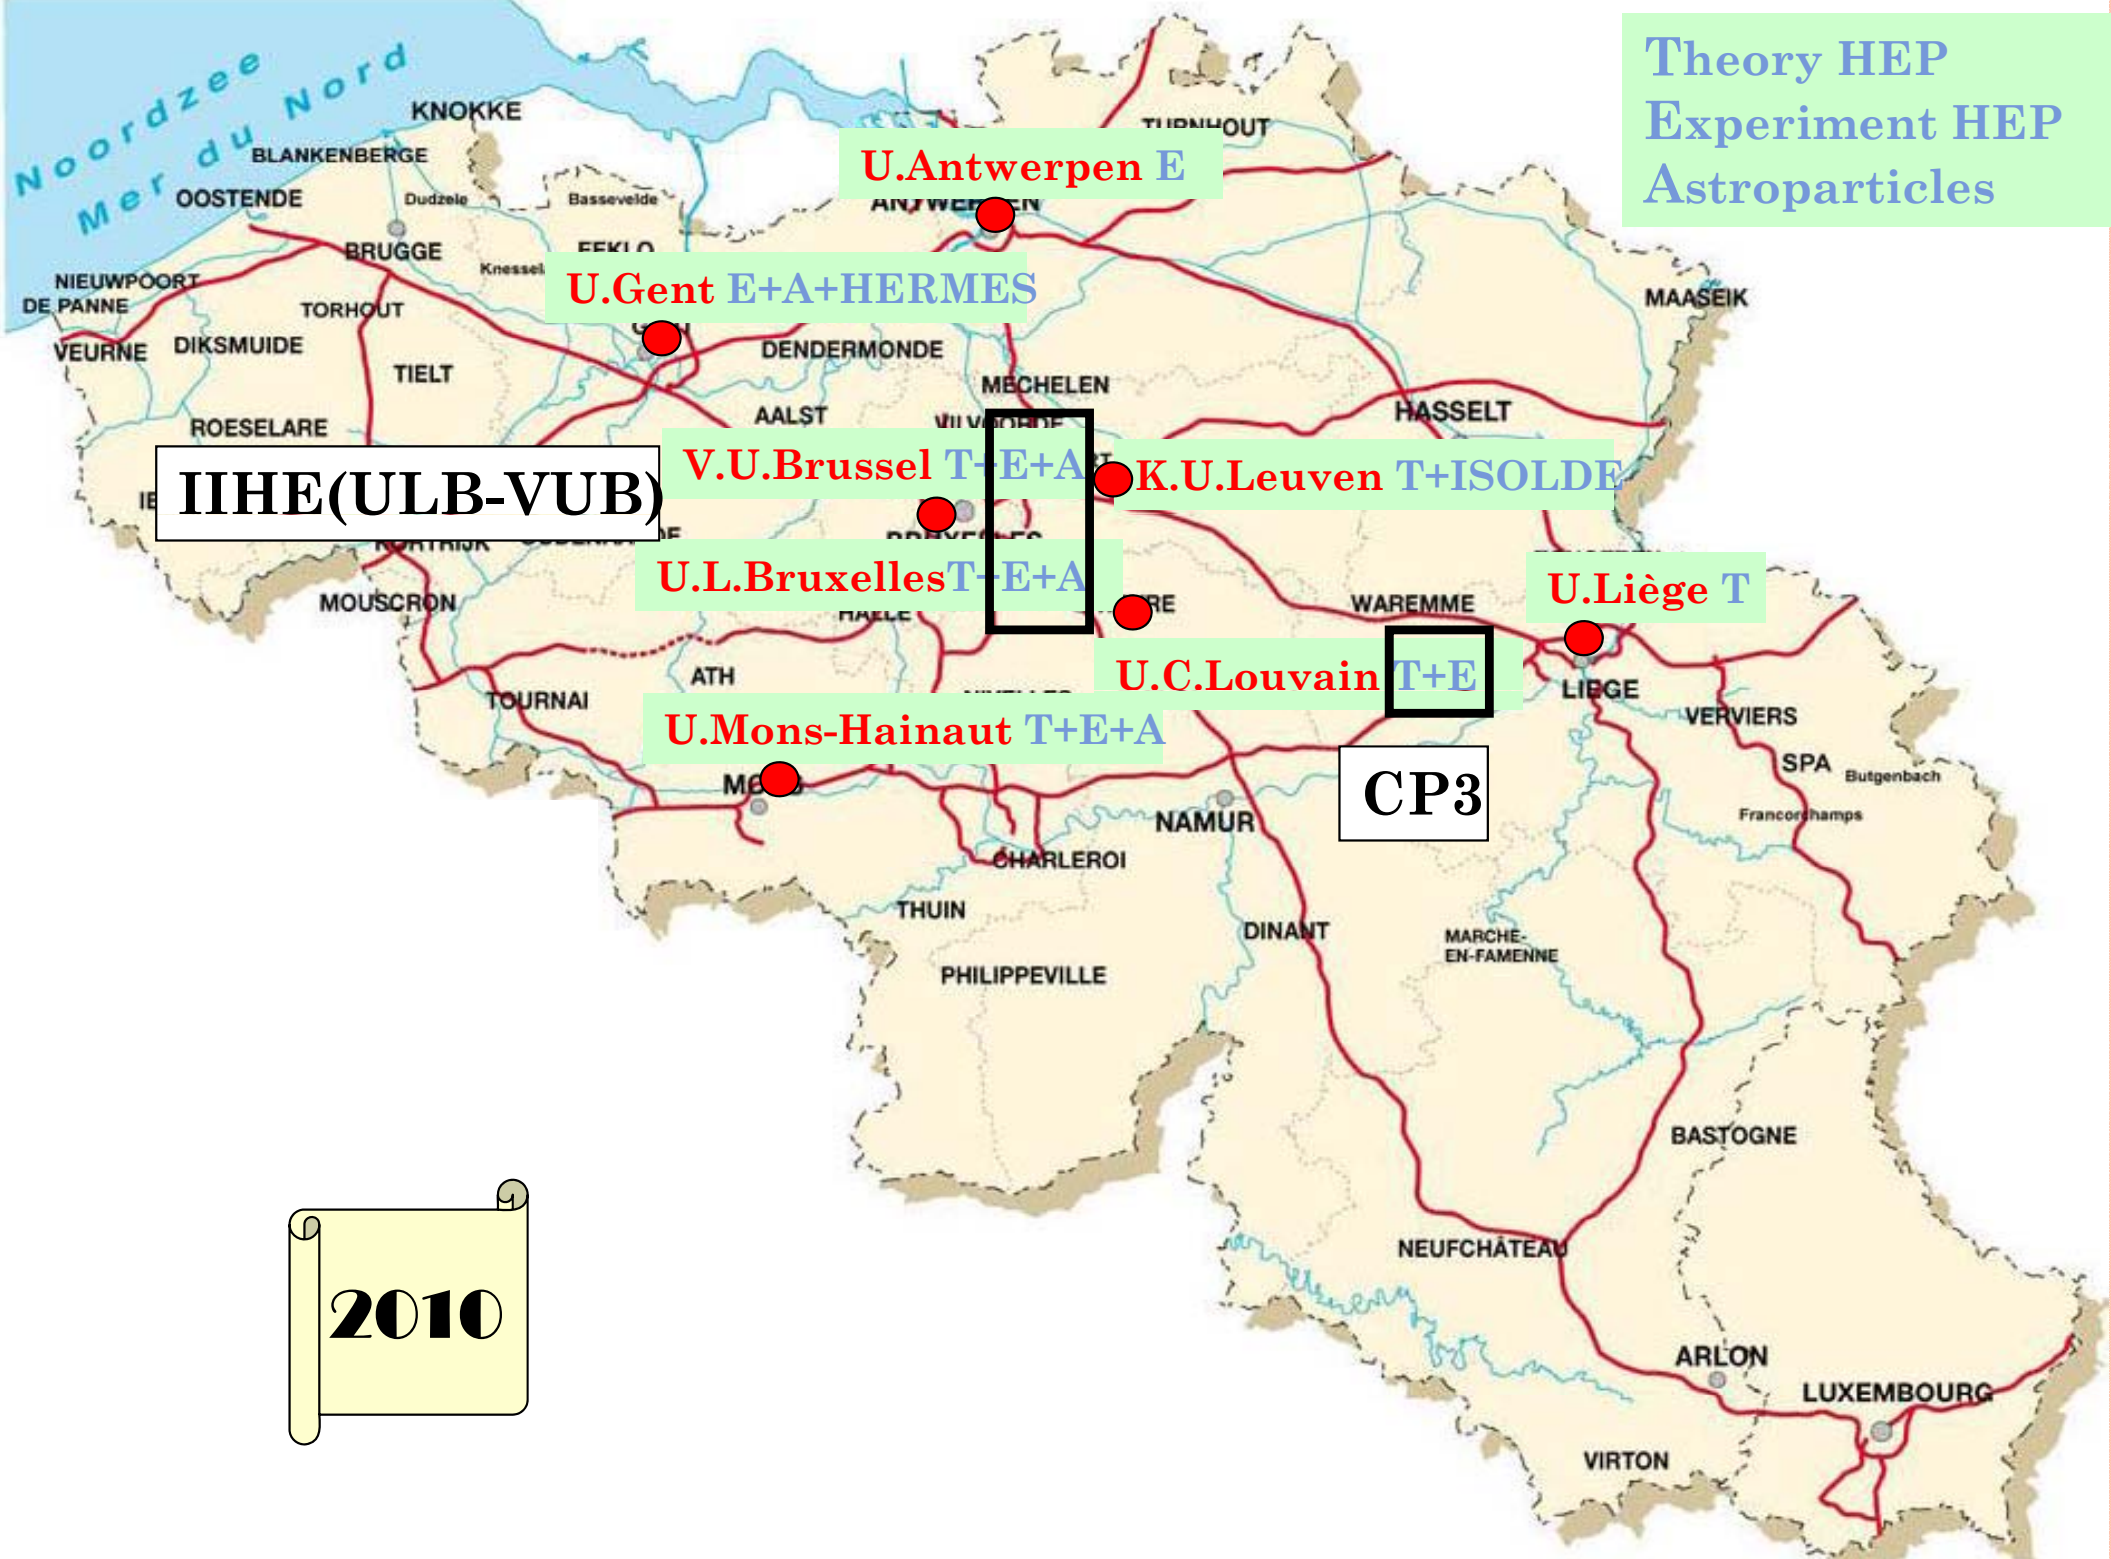 Theory HEP
Experiment HEP
Astroparticles
Noordzee
Mer du Nord
KNOKKE
BLANKENBERGE
TURNHOUT
U.Antwerpen E
OOSTENDE
Dudzele
Bassevelde
BRUGGE
NIEUWPOORT
DE PANNE
TORHOUT
U.Gent E+A+HERMES
MAASEIK
VEURNE
DIKSMUIDE
DENDERMONDE
TIELT
MECHELEN
AALST
HASSELT
ROESELARE
VILVOORDE
V.U.Brussel T+E+A
K.U.Leuven T+ISOLDE
IIHE(ULB-VUB)
KORTRIJK
U.L.Bruxelles T+E+A
U.Liège T
MOUSCRON
HALLE
WAREMME
ATH
U.C.Louvain T+E
LIEGE
TOURNAI
VERVIERS
U.Mons-Hainaut T+E+A
SPA
Butgenbach
CP3
Francorchamps
NAMUR
CHARLEROI
THUIN
DINANT
MARCHE-
EN-FAMENNE
PHILIPPEVILLE
BASTOGNE
NEUFCHÂTEAU
2010
ARLON
LUXEMBOURG
VIRTON